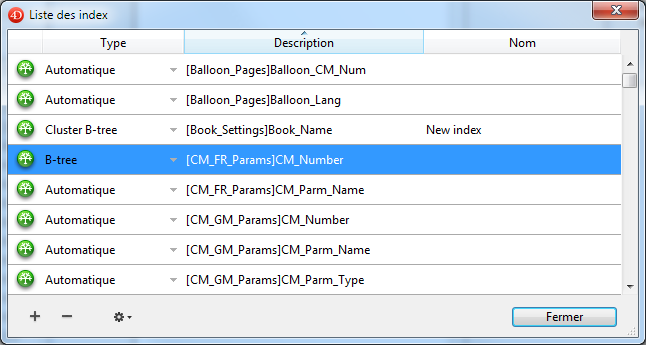 4D Liste des index
Type Description Nom
Automatique [Balloon_Pages]Balloon_CM_Num
Automatique [Balloon_Pages]Balloon_Lang
Cluster B-tree [Book_Settings]Book_Name New index
B-tree [CM_FR_Params]CM_Number
Automatique [CM_FR_Params]CM_Parm_Name
Automatique [CM_GM_Params]CM_Number
Automatique [CM_GM_Params]CM_Parm_Name
Automatique [CM_GM_Params]CM_Parm_Type
Fermer